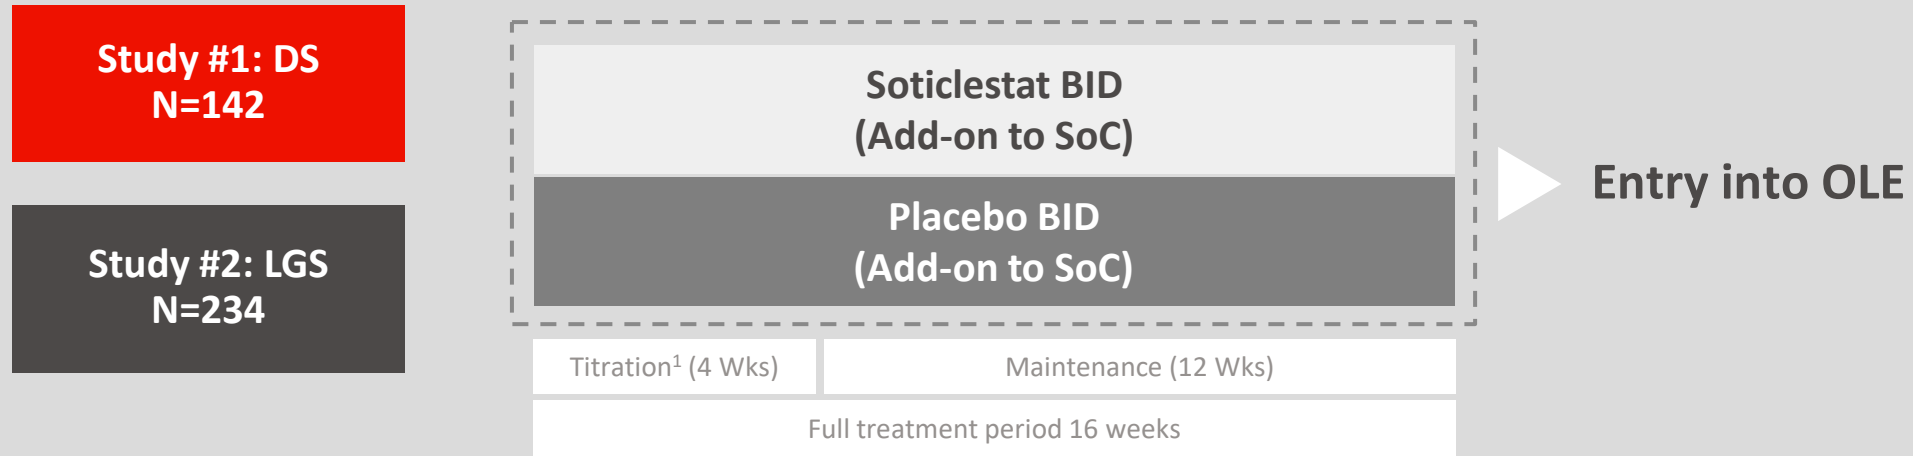 Study #1: DS
N=142
Study #2: LGS
N=234
Soticlestat BID
(Add-on to SoC)
Placebo BID
(Add-on to SoC)
Titration¹ (4 Wks)
Maintenance (12 Wks)
Full treatment period 16 weeks
Entry into OLE